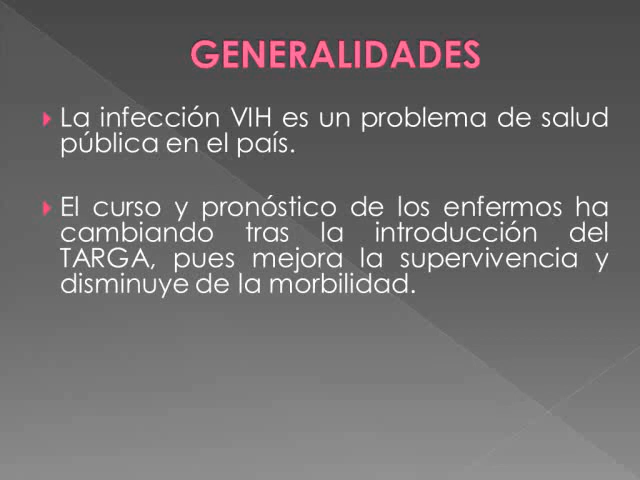 GENERALIDADES
La infección VIH es un problema de salud
pública en el país.
El curso y pronóstico de los enfermos ha
cambiando tras la introducción del
TARGA, pues mejora la supervivencia y
disminuye de la morbilidad.